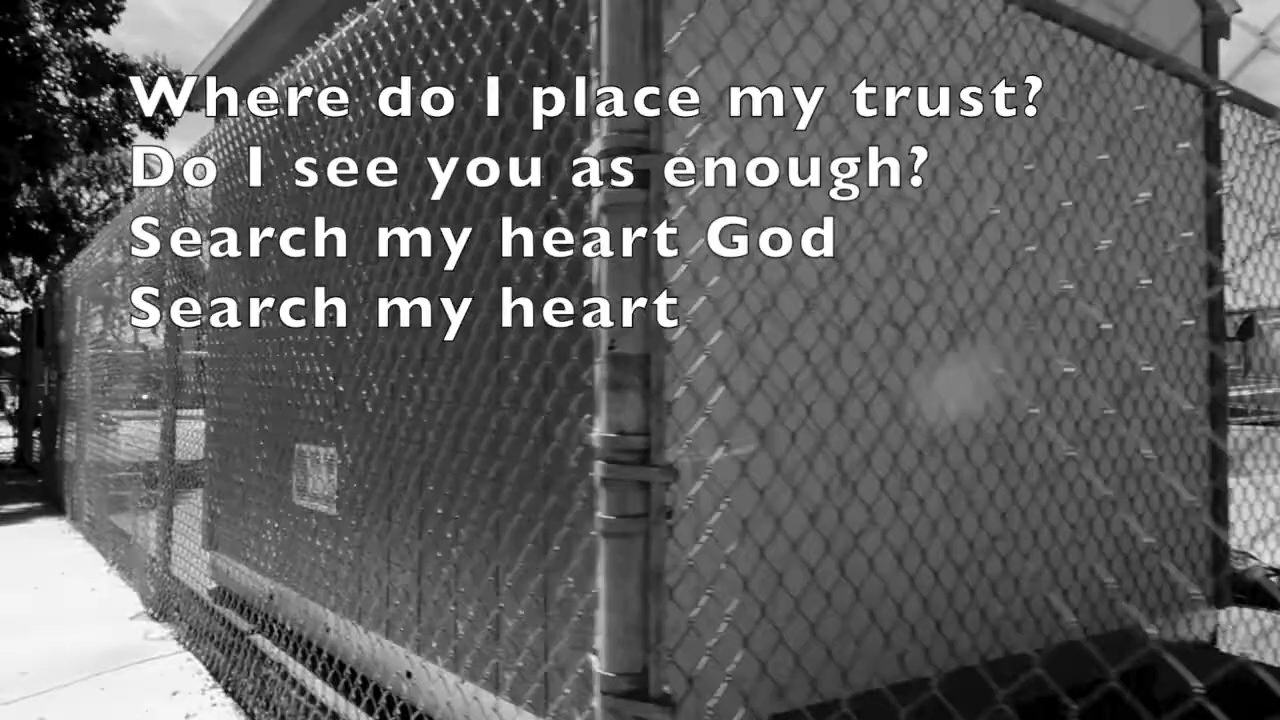 Where do I place my trust?
Do I see you as enough?
Search my heart God
Search my heart